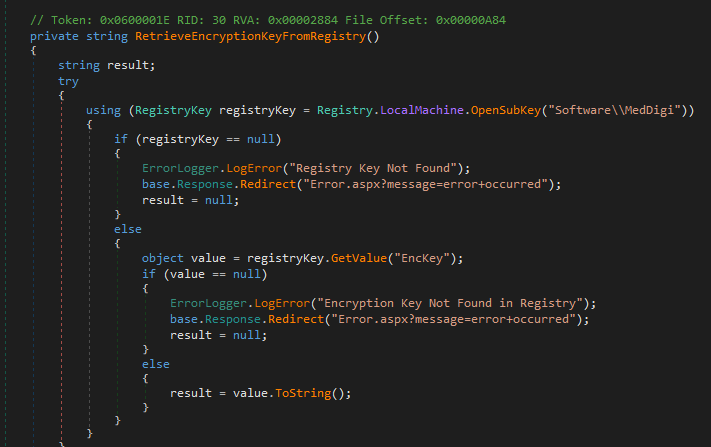 // Token: 0x0600001E RID: 30 RVA: 0x00002884 File Offset: 0x00000A84
private string RetrieveEncryptionKeyFromRegistry()
{
    string result;
    try
    {
        using (RegistryKey registryKey = Registry.LocalMachine.OpenSubKey("Software\\MedDigi"))
        {
            if (registryKey == null)
            {
                ErrorLogger.LogError("Registry Key Not Found");
                base.Response.Redirect("Error.aspx?message=error+occurred");
                result = null;
            }
            else
            {
                object value = registryKey.GetValue("EncKey");
                if (value == null)
                {
                    ErrorLogger.LogError("Encryption Key Not Found in Registry");
                    base.Response.Redirect("Error.aspx?message=error+occurred");
                    result = null;
                }
                else
                {
                    result = value.ToString();
                }
            }
        }
    }